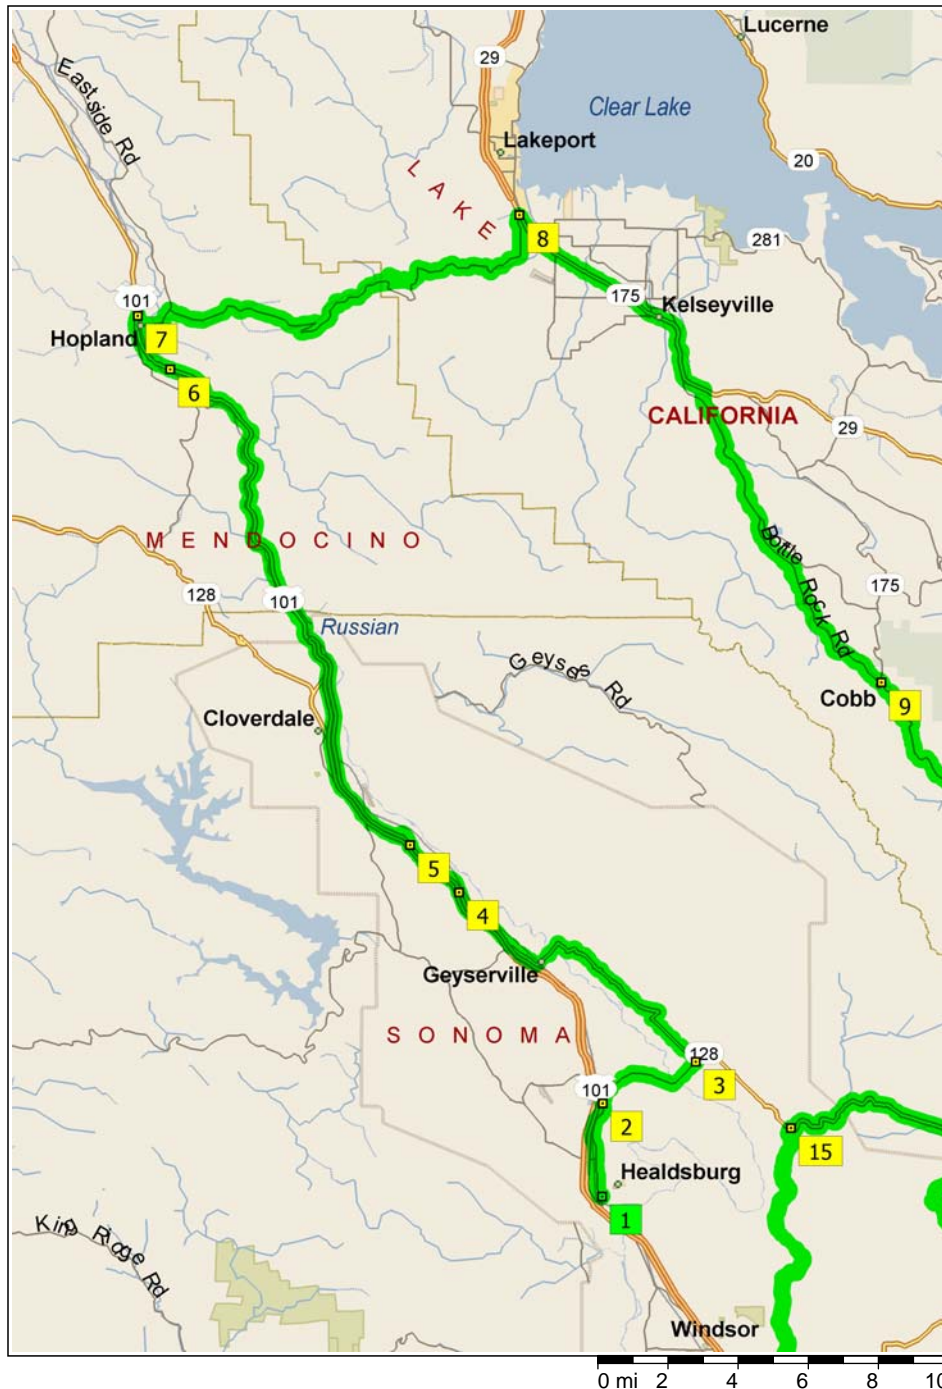 Lucerne
29
Eastside Rd
Clear Lake
Lakeport
20
LAKE
8
281
101
175
Kelseyville
Hopland
7
6
CALIFORNIA
29
MENDOCINO
Bottle Rock Rd
128
101
175
Russian
Geysers Rd
Cobb
9
Cloverdale
5
4
Geyserville
SONOMA
128
3
101
2
15
Healdsburg
1
King Ridge Rd
Windsor
0 mi 2 4 6 8 10